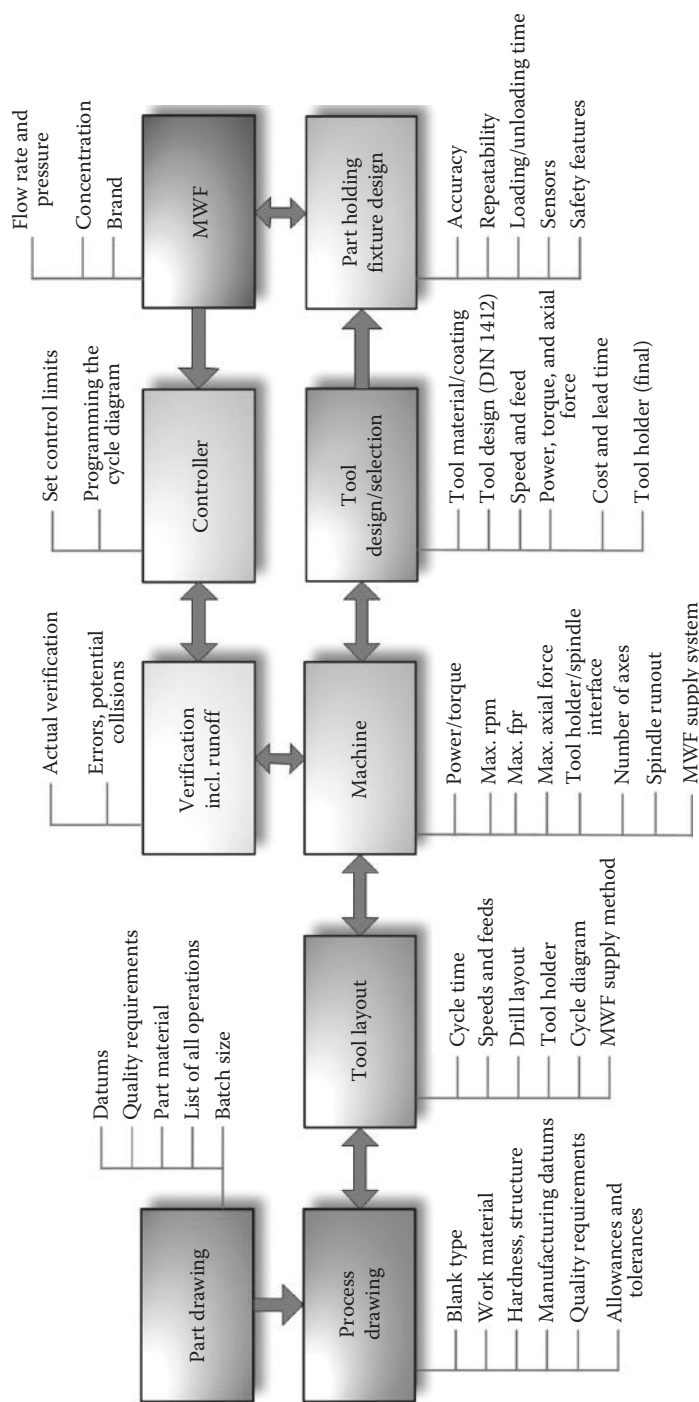 Part drawing
Datums
Quality requirements
Part material
List of all operations
Batch size
Process
drawing
Blank type
Work material
Hardness, structure
Manufacturing datums
Quality requirements
Allowances and
tolerances
Tool layout
Cycle time
Speeds and feeds
Drill layout
Tool holder
Cycle diagram
MWF supply method
Actual verification
Errors, potential
collisions
Verification
incl. runoff
Machine
Power/torque
Max. rpm
Max. fpr
Max. axial force
Tool holder/spindle
interface
Number of axes
Spindle runout
MWF supply system
Set control limits
Programming the
cycle diagram
Controller
Tool
design/selection
Tool material/coating
Tool design (DIN 1412)
Speed and feed
Power, torque, and axial
force
Cost and lead time
Tool holder (final)
Flow rate and
pressure
Concentration
Brand
MWF
Part holding
fixture design
Accuracy
Repeatability
Loading/unloading time
Sensors
Safety features